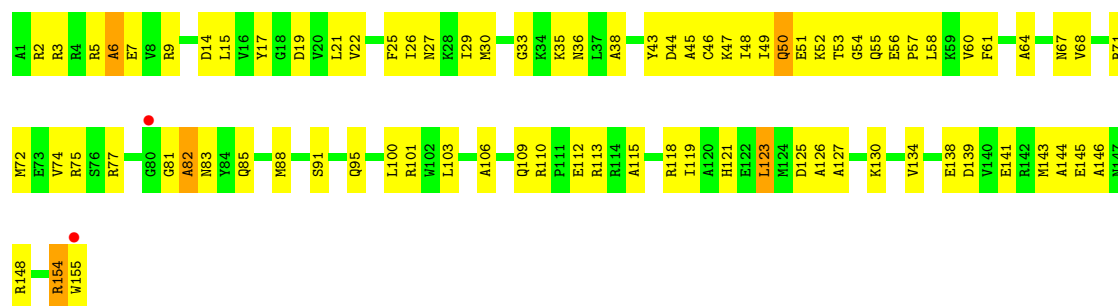 A1 R2 R3 R4 R5 A6 E7 V8 R9 D14 L15 V16 Y17 G18 D19 V20 L21 V22 F25 I26 N27 K28 I29 M30 G33 K34 K35 N36 L37 A38 Y43 D44 A45 C46 K47 I48 I49 Q50 E51 K52 T53 G54 Q55 E56 P57 L58 K59 V60 F61 A64 N67 V68
M72 E73 V74 R75 S76 R77 G80 G81 A82 N83 Y84 Q85 M88 S91 Q95 L100 R101 W102 L103 A106 Q109 R110 P111 E112 R113 R114 A115 R118 I119 A120 H121 E122 L123 M124 D125 A126 A127 K130 V134 E138 D139 V140 E141 R142 M143 A144 E145 A146
R148 R154 W155